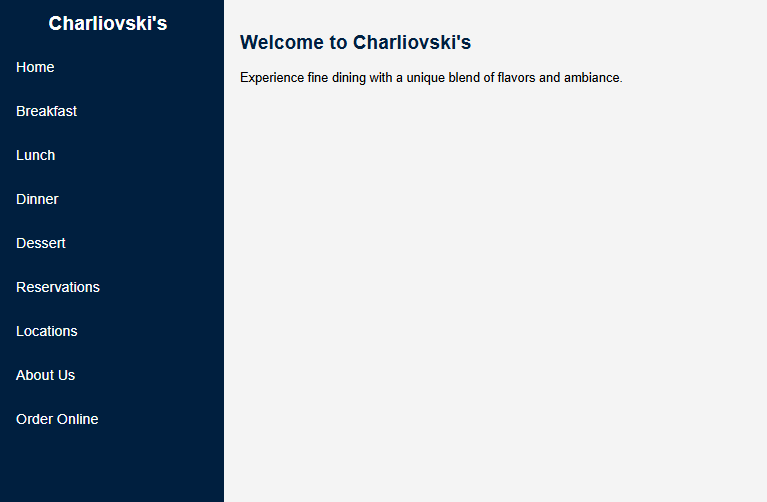 Charliovski's
Home
Breakfast
Lunch
Dinner
Dessert
Reservations
Locations
About Us
Order Online
Welcome to Charliovski's
Experience fine dining with a unique blend of flavors and ambiance.